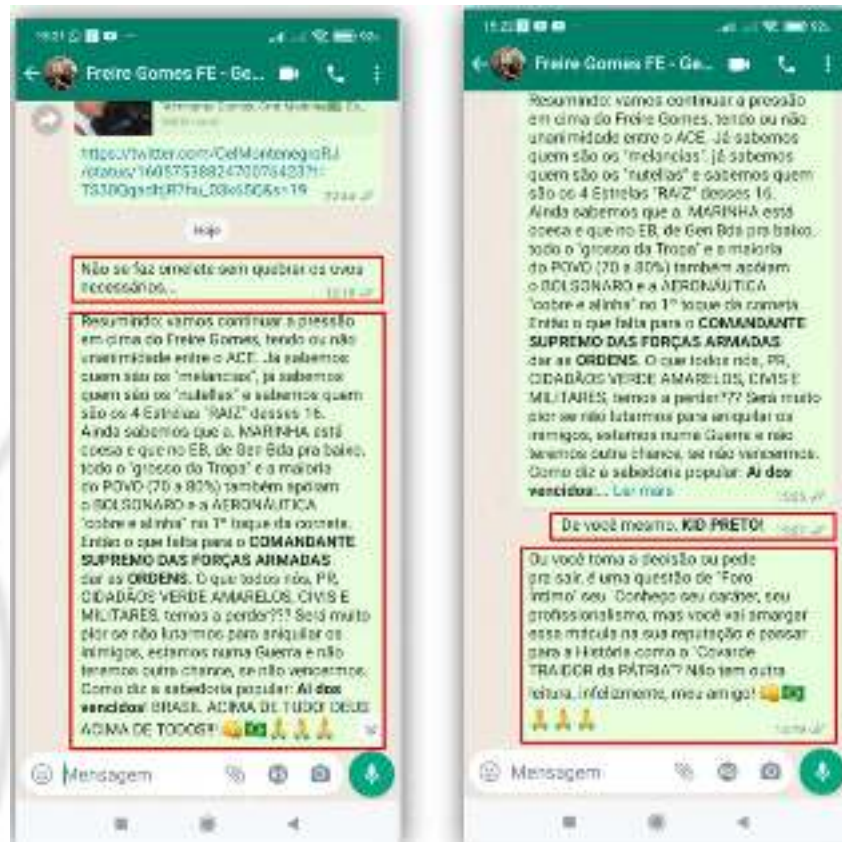 Freire Gomes FE - Ge...
Hoje
Não se faz omelete sem quebrar os ovos
necessários...
Resumindo: vamos continuar a pressão
em cima do Freire Gomes, tendo ou não
unanimidade entre o ACE. Já sabemos
quem são os "melancias", já sabemos
quem são os "nutellas" e sabemos quem
são os 4 Estrelas "RAIZ" desses 16.
Ainda sabemos que a MARINHA está
coesa e que no EB, de Gen Bda pra baixo,
todo o "grosso da Tropa" e a maioria
do POVO (70 a 80%) também apóiam
o BOLSONARO e a AERONÁUTICA
"cobre e alinha" no 1º toque da corneta.
Então o que falta para o COMANDANTE
SUPREMO DAS FORÇAS ARMADAS
dar as ORDENS. O que todos nós, PR,
CIDADÃOS VERDE AMARELOS, CIVIS E
MILITARES, temos a perder??? Será muito
pior se não lutarmos para aniquilar os
inimigos, estamos numa Guerra e não
teremos outra chance, se não vencermos.
Como diz a sabedoria popular: Ai dos
vencidos! BRASIL ACIMA DE TUDO! DEUS
ACIMA DE TODOS!!!
Mensagem
Freire Gomes FE - Ge...
Resumindo: vamos continuar a pressão
em cima do Freire Gomes, tendo ou não
unanimidade entre o ACE. Já sabemos
quem são os "melancias", já sabemos
quem são os "nutellas" e sabemos quem
são os 4 Estrelas "RAIZ" desses 16.
Ainda sabemos que a. MARINHA está
coesa e que no EB, de Gen Bda pra baixo,
todo o "grosso da Tropa" e a maioria
do POVO (70 a 80%) também apóiam
o BOLSONARO e a AERONÁUTICA
"cobre e alinha" no 1º toque da corneta.
Então o que falta para o COMANDANTE
SUPREMO DAS FORÇAS ARMADAS
dar as ORDENS. O que todos nós, PR,
CIDADÃOS VERDE AMARELOS, CIVIS E
MILITARES, temos a perder??? Será muito
pior se não lutarmos para aniquilar os
inimigos, estamos numa Guerra e não
teremos outra chance, se não vencermos.
Como diz a sabedoria popular: Ai dos
vencidos!... Ler mais
De você mesmo, KID PRETO!
Ou você toma a decisão ou pede
pra sair, é uma questão de "Foro
Íntimo" seu. Conheço seu caráter, seu
profissionalismo, mas você vai amargar
essa mácula na sua reputação e passar
para a História como o "Covarde
TRAIDOR da PÁTRIA"? Não tem outra
leitura, infelizmente, meu amigo!
Mensagem